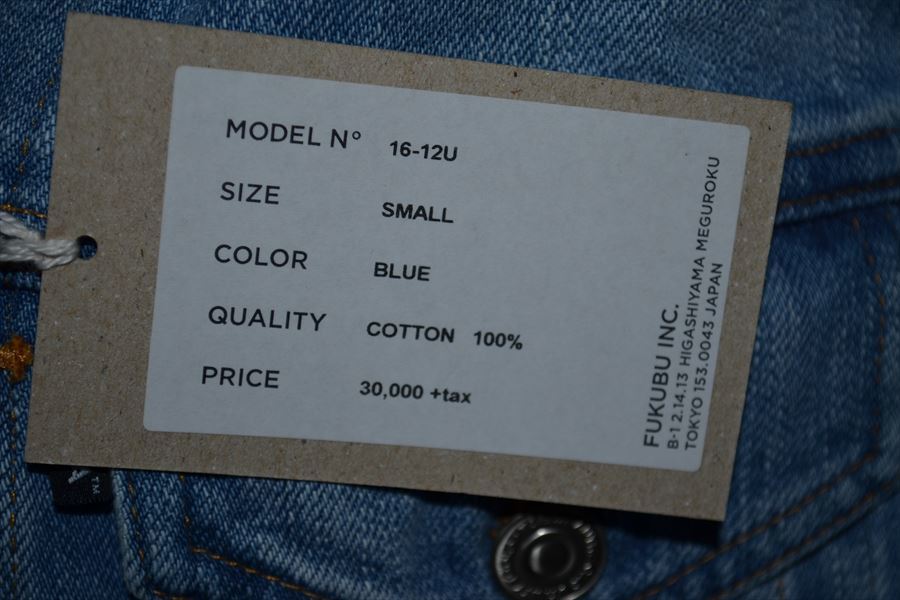 MODEL N° 16-12U
SIZE SMALL
COLOR BLUE
QUALITY COTTON 100%
PRICE 30,000 +tax
FUKUBU INC.
B-1 2.14.13 HIGASHIYAMA MEGUROKU
TOKYO 153.0043 JAPAN
TM